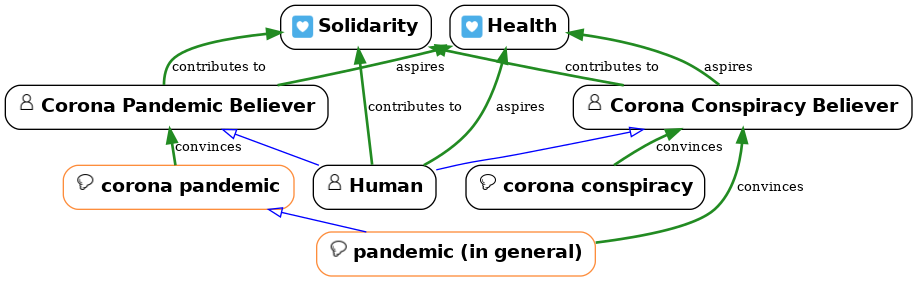 Solidarity
Health
contributes to
aspires
contributes to
aspires
Corona Pandemic Believer
contributes to
aspires
Corona Conspiracy Believer
convinces
convinces
corona pandemic
Human
corona conspiracy
convinces
pandemic (in general)